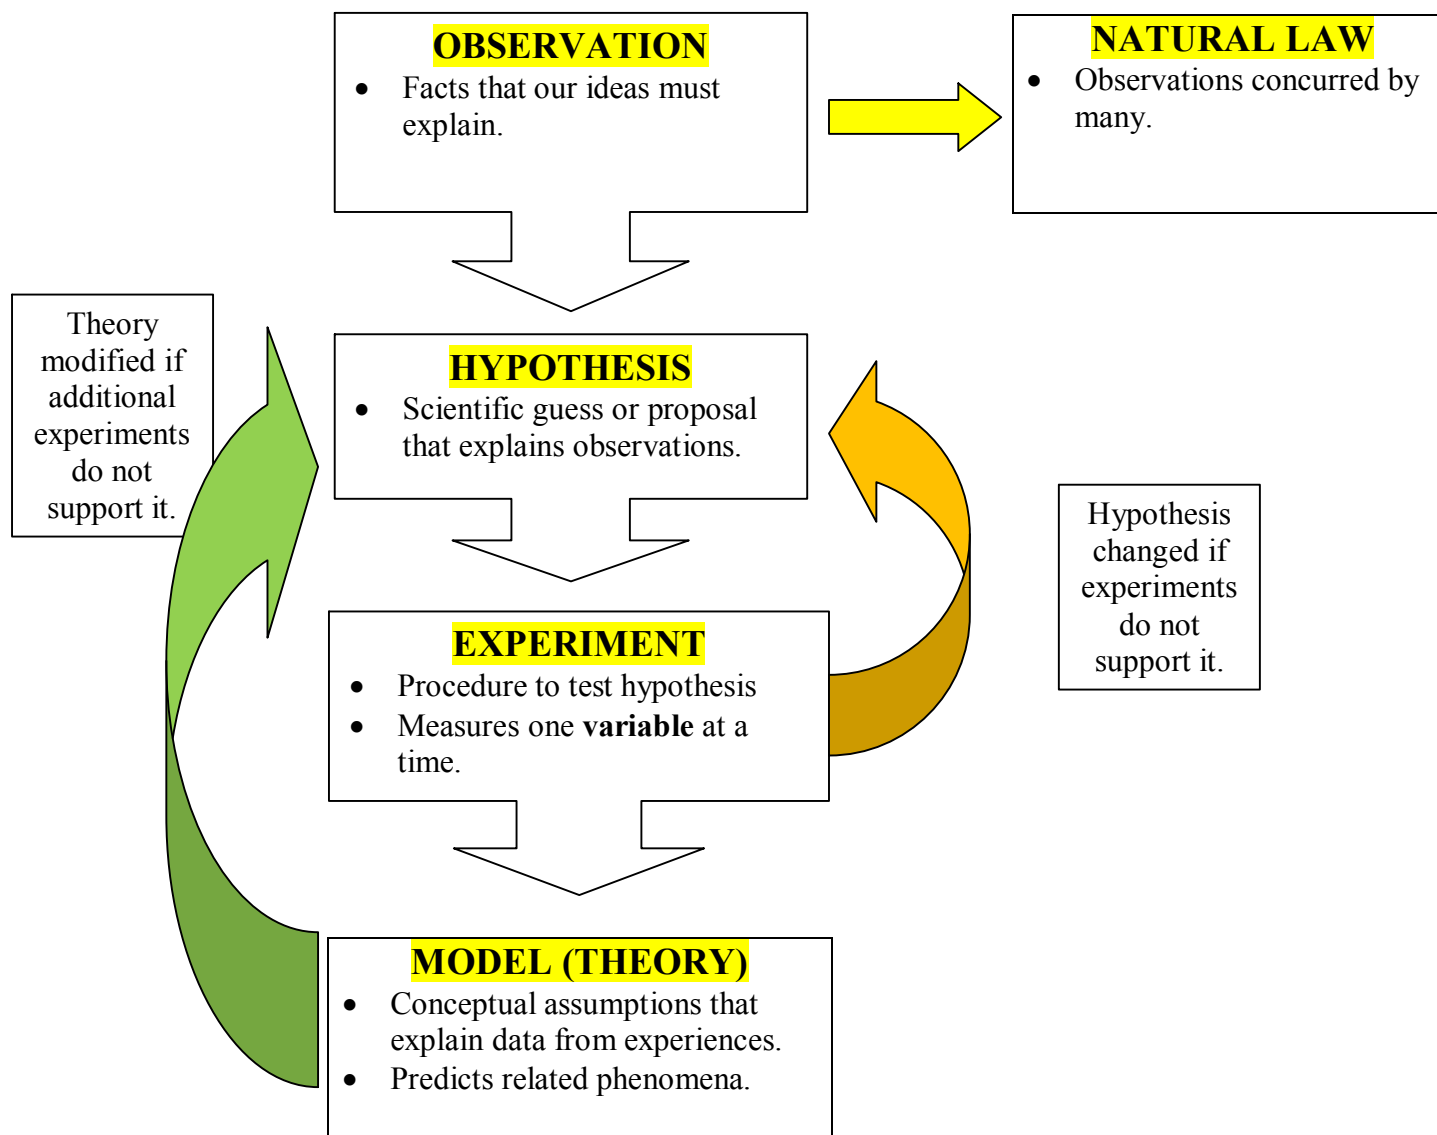 OBSERVATION
• Facts that our ideas must
explain.
NATURAL LAW
• Observations concurred by
many.
Theory
modified if
additional
experiments
do not
support it.
HYPOTHESIS
• Scientific guess or proposal
that explains observations.
Hypothesis
changed if
experiments
do not
support it.
EXPERIMENT
• Procedure to test hypothesis
• Measures one variable at a
time.
MODEL (THEORY)
• Conceptual assumptions that
explain data from experiences.
• Predicts related phenomena.